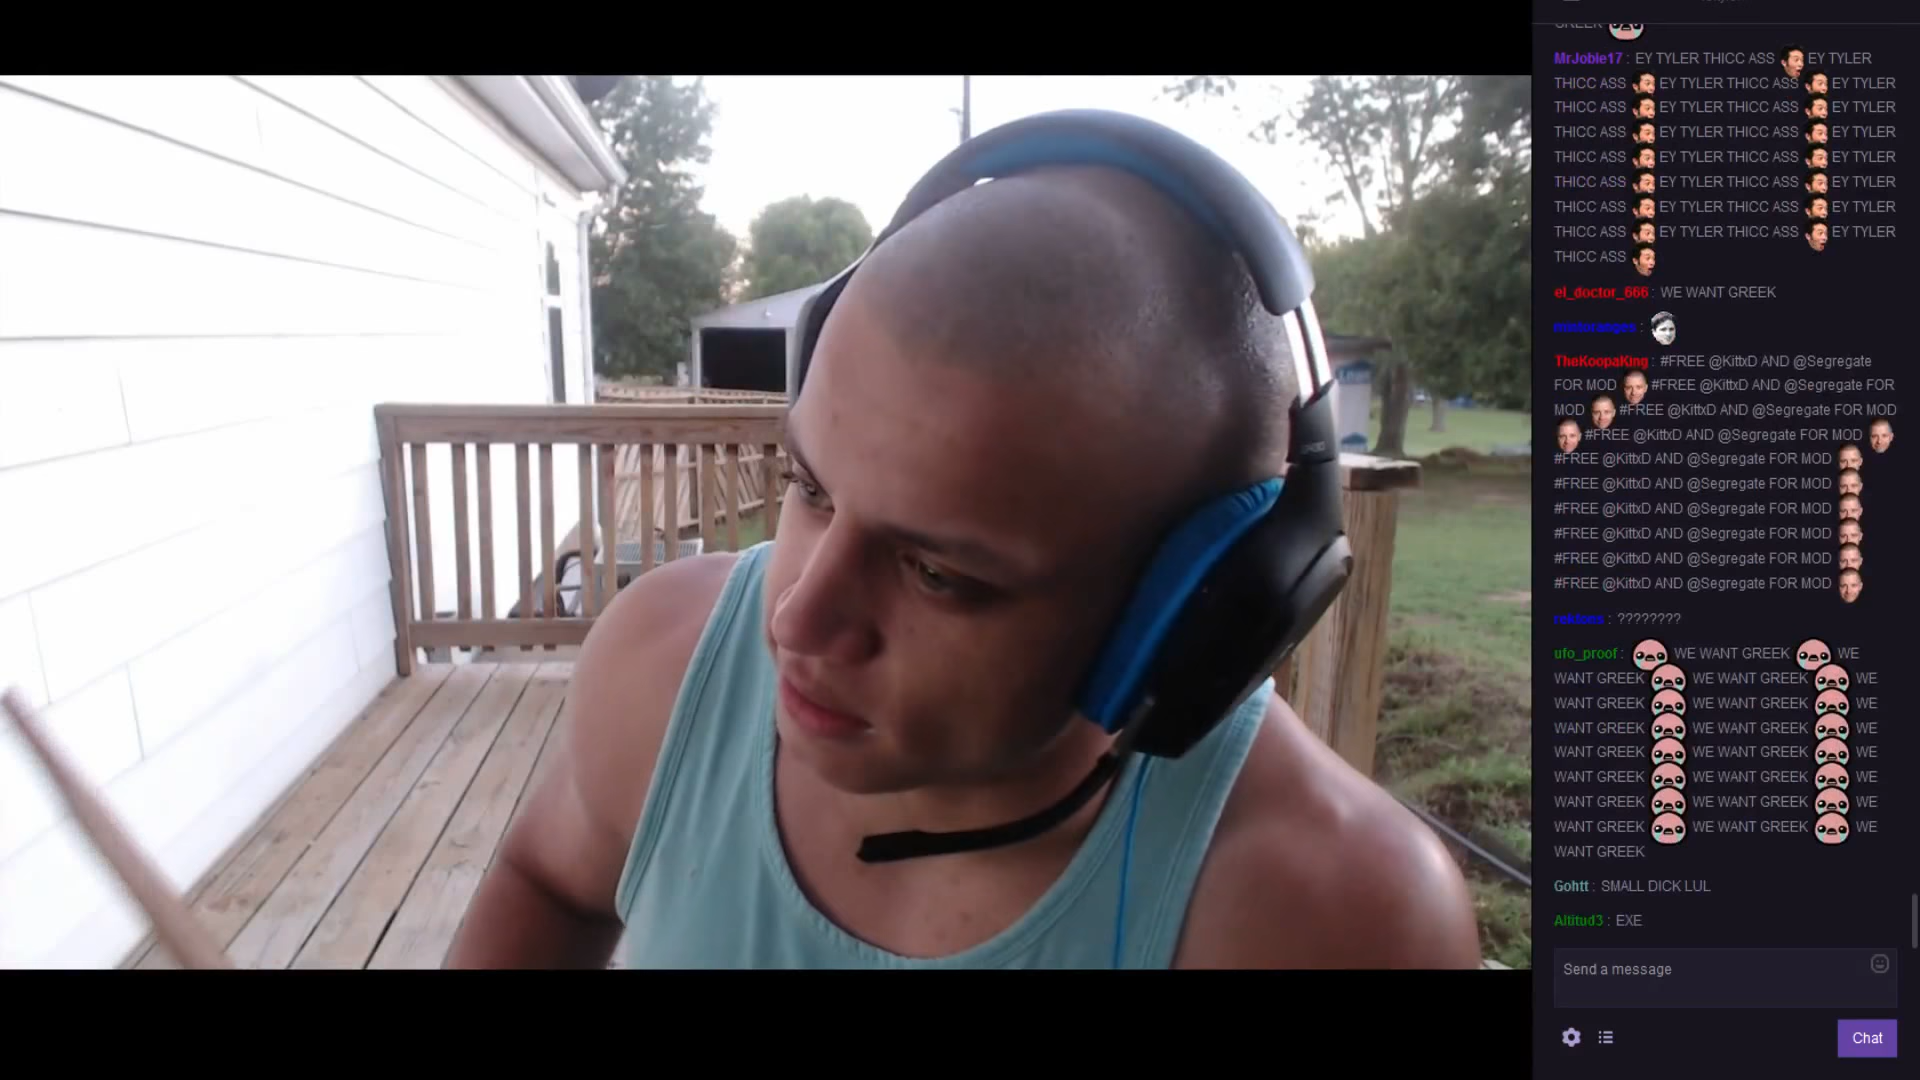 MrJobie17 : EY TYLER THICC ASS EY TYLER
THICC ASS EY TYLER THICC ASS EY TYLER
THICC ASS EY TYLER THICC ASS EY TYLER
THICC ASS EY TYLER THICC ASS EY TYLER
THICC ASS EY TYLER THICC ASS EY TYLER
THICC ASS EY TYLER THICC ASS EY TYLER
THICC ASS EY TYLER THICC ASS EY TYLER
THICC ASS EY TYLER THICC ASS EY TYLER
THICC ASS
el_doctor_666 : WE WANT GREEK
TheKoopaKing : #FREE @KittxD AND @Segregate
FOR MOD #FREE @KittxD AND @Segregate FOR
MOD #FREE @KittxD AND @Segregate FOR MOD
#FREE @KittxD AND @Segregate FOR MOD
#FREE @KittxD AND @Segregate FOR MOD
#FREE @KittxD AND @Segregate FOR MOD
#FREE @KittxD AND @Segregate FOR MOD
#FREE @KittxD AND @Segregate FOR MOD
#FREE @KittxD AND @Segregate FOR MOD
#FREE @KittxD AND @Segregate FOR MOD
: ????????
ufo_proof : WE WANT GREEK WE
WANT GREEK WE WANT GREEK WE
WANT GREEK WE WANT GREEK WE
WANT GREEK WE WANT GREEK WE
WANT GREEK WE WANT GREEK WE
WANT GREEK WE WANT GREEK WE
WANT GREEK WE WANT GREEK WE
WANT GREEK WE WANT GREEK WE
WANT GREEK
Gohtt : SMALL DICK LUL
Altitud3 : EXE
Send a message
Chat